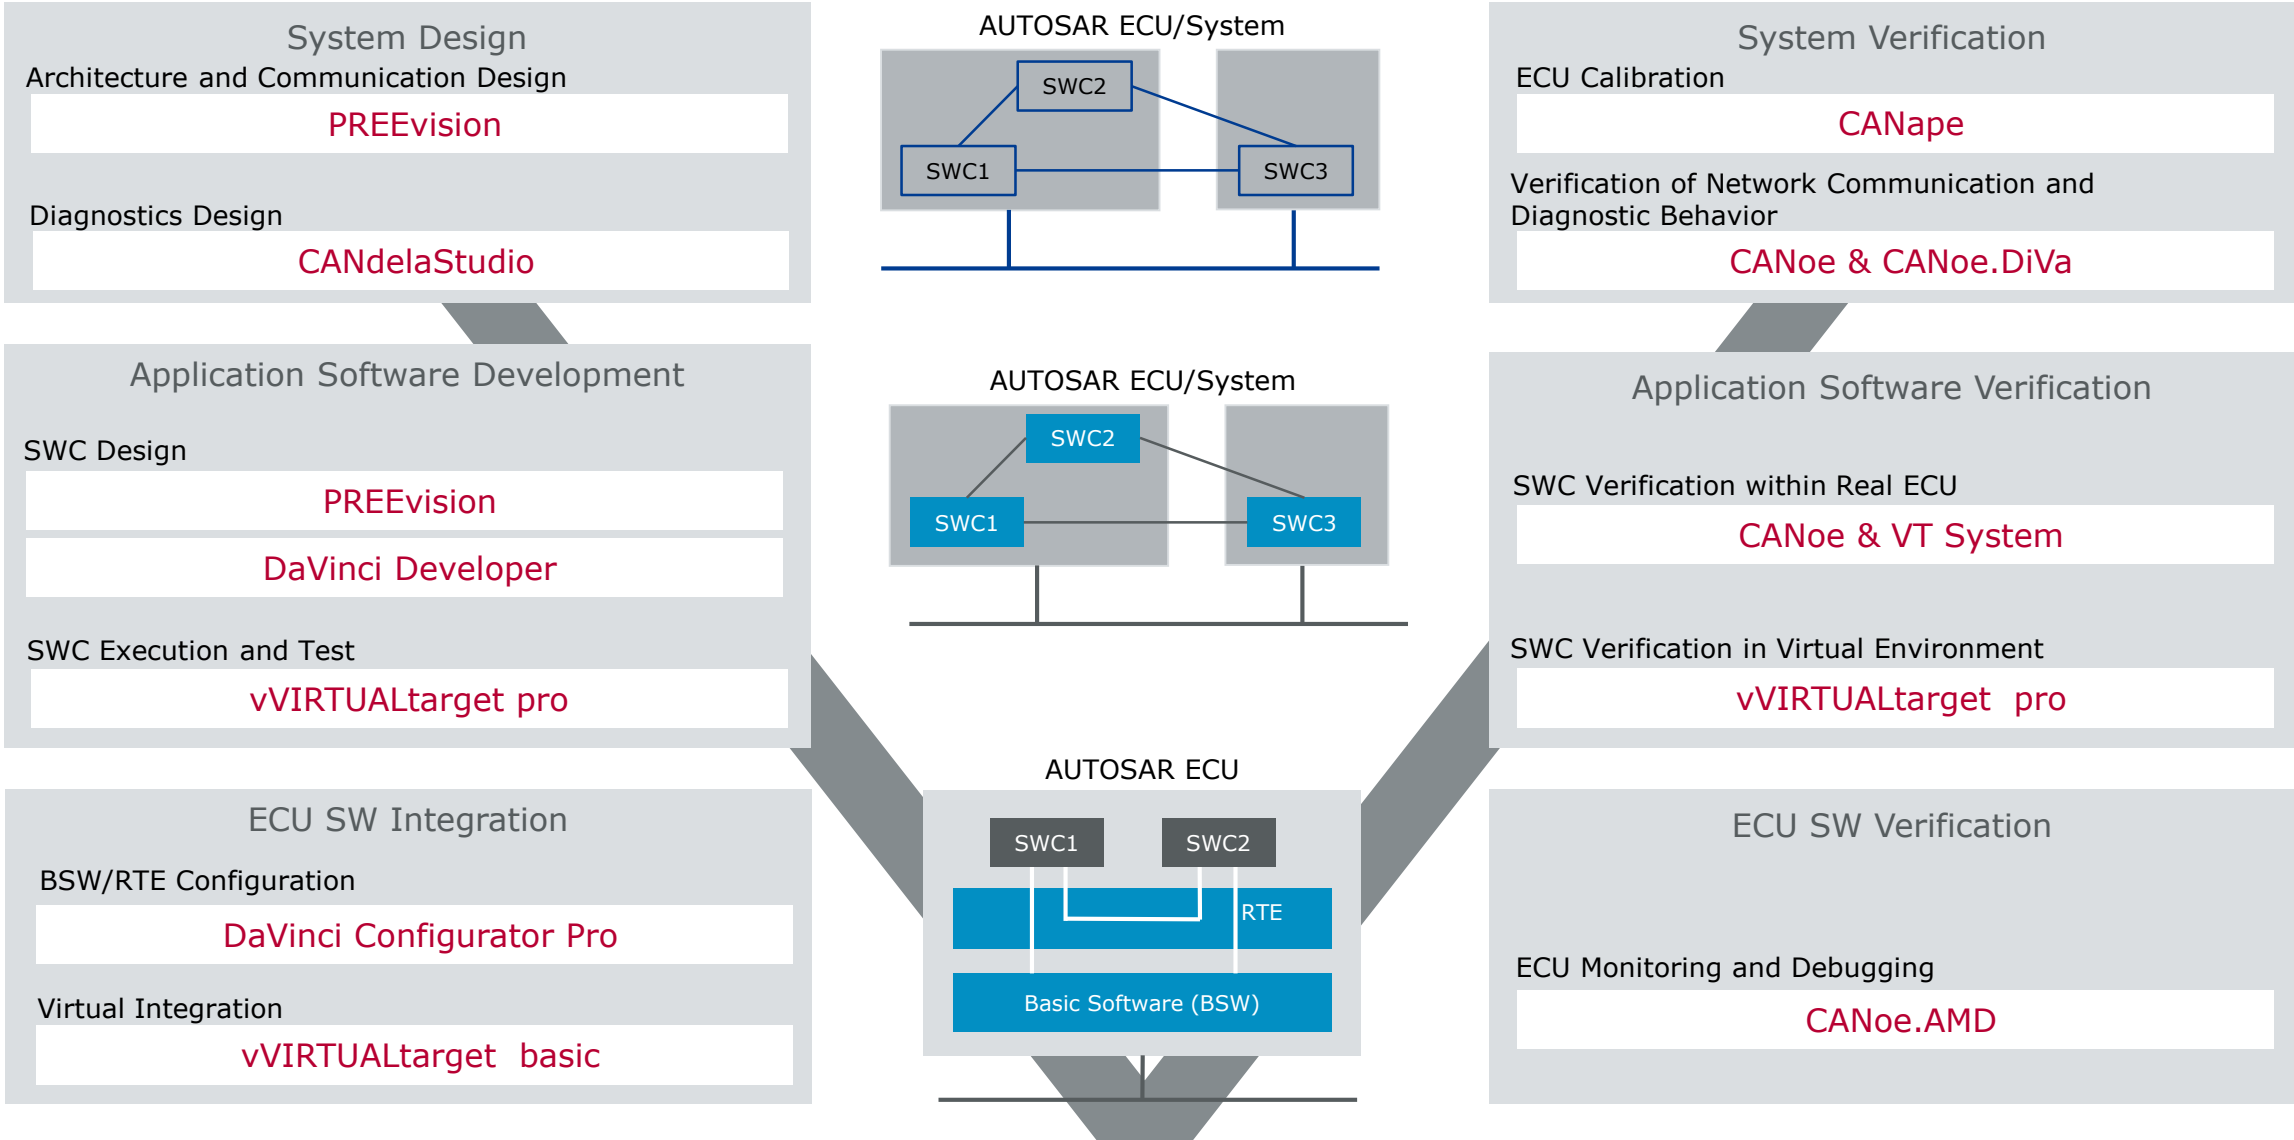 System Design
Architecture and Communication Design
PREEvision
Diagnostics Design
CANdelaStudio
AUTOSAR ECU/System
SWC2
SWC1
SWC3
System Verification
ECU Calibration
CANape
Verification of Network Communication and
Diagnostic Behavior
CANoe & CANoe.DiVa
Application Software Development
SWC Design
PREEvision
DaVinci Developer
SWC Execution and Test
vVIRTUALtarget pro
AUTOSAR ECU/System
SWC2
SWC1
SWC3
Application Software Verification
SWC Verification within Real ECU
CANoe & VT System
SWC Verification in Virtual Environment
vVIRTUALtarget  pro
ECU SW Integration
BSW/RTE Configuration
DaVinci Configurator Pro
Virtual Integration
vVIRTUALtarget  basic
AUTOSAR ECU
SWC1
SWC2
RTE
Basic Software (BSW)
ECU SW Verification
ECU Monitoring and Debugging
CANoe.AMD